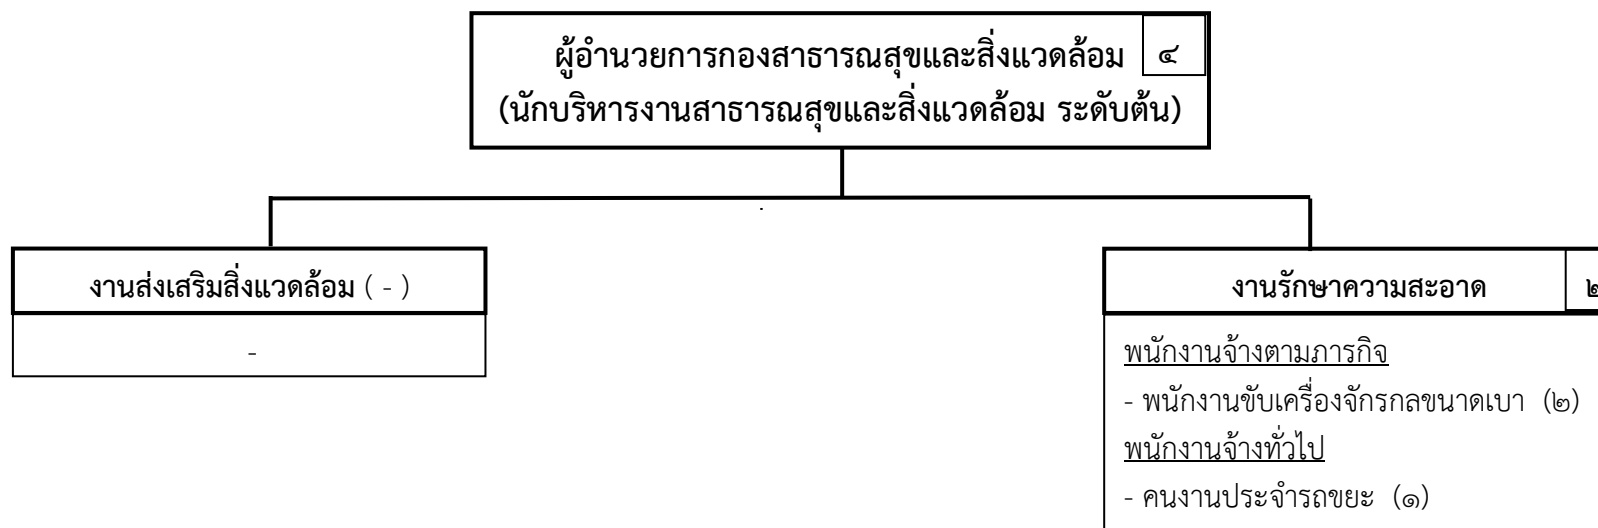 ผู้อำนวยการกองสาธารณสุขและสิ่งแวดล้อม ๔
(นักบริหารงานสาธารณสุขและสิ่งแวดล้อม ระดับต้น)
งานส่งเสริมสิ่งแวดล้อม ( - )
-
งานรักษาความสะอาด ๒
พนักงานจ้างตามภารกิจ
- พนักงานขับเครื่องจักรกลขนาดเบา (๒)
พนักงานจ้างทั่วไป
- คนงานประจำรถขยะ (๑)